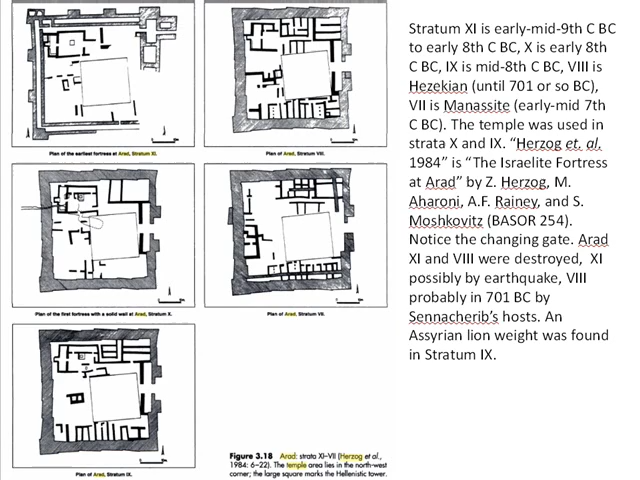 Plan of the earliest fortress at Arad, Stratum XI.
Plan of Arad, Stratum VIII.
Plan of the first fortress with a solid wall at Arad, Stratum X.
Plan of Arad, Stratum VII.
Plan of Arad, Stratum IX.
Figure 3.18 Arad: strata XI–VII (Herzog et al.,
1984: 6–22). The temple area lies in the north-west
corner; the large square marks the Hellenistic tower.
Stratum XI is early-mid-9th C BC
to early 8th C BC, X is early 8th
C BC, IX is mid-8th C BC, VIII is
Hezekian (until 701 or so BC),
VII is Manassite (early-mid 7th
C BC). The temple was used in
strata X and IX. “Herzog et. al.
1984” is “The Israelite Fortress
at Arad” by Z. Herzog, M.
Aharoni, A.F. Rainey, and S.
Moshkovitz (BASOR 254).
Notice the changing gate. Arad
XI and VIII were destroyed,  XI
possibly by earthquake, VIII
probably in 701 BC by
Sennacherib’s hosts. An
Assyrian lion weight was found
in Stratum IX.